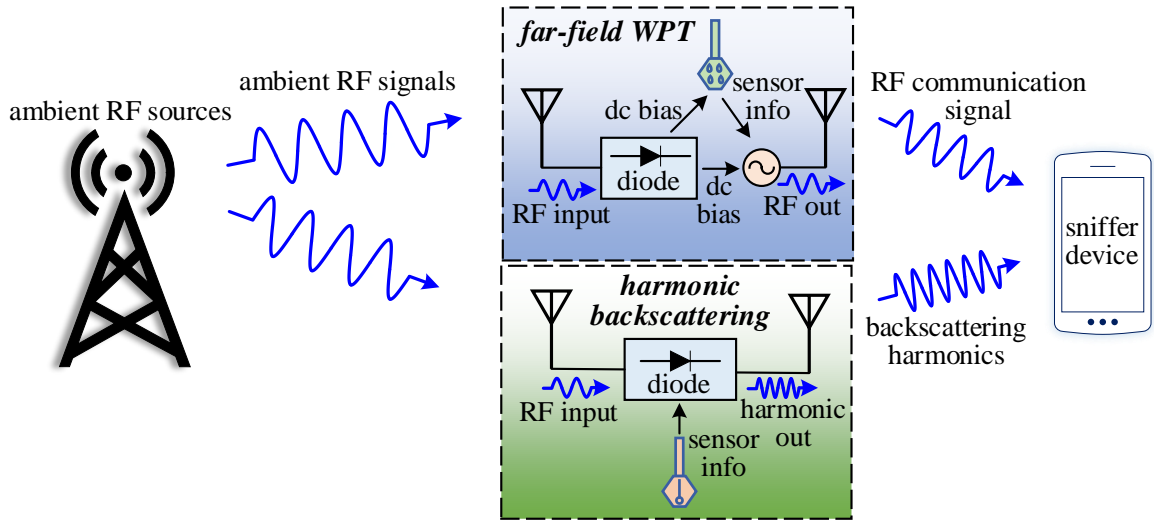 ambient RF sources
ambient RF signals
far-field WPT
dc bias
sensor
info
diode
dc
bias
RF input
RF out
RF communication
signal
sniffer
device
harmonic
backscattering
diode
RF input
harmonic
out
sensor
info
backscattering
harmonics